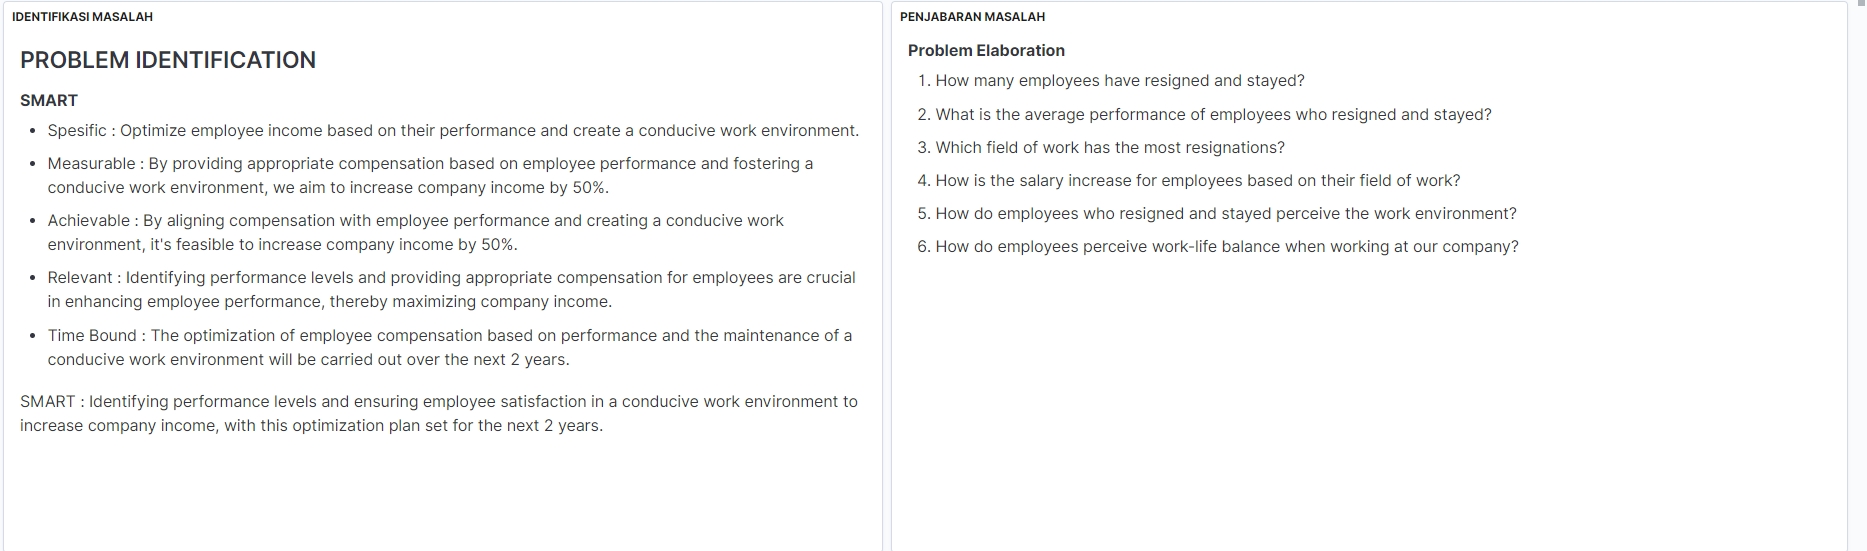 IDENTIFIKASI MASALAH
PROBLEM IDENTIFICATION
SMART
• Spesific : Optimize employee income based on their performance and create a conducive work environment.
• Measurable : By providing appropriate compensation based on employee performance and fostering a
conducive work environment, we aim to increase company income by 50%.
• Achievable : By aligning compensation with employee performance and creating a conducive work
environment, it's feasible to increase company income by 50%.
• Relevant : Identifying performance levels and providing appropriate compensation for employees are crucial
in enhancing employee performance, thereby maximizing company income.
• Time Bound : The optimization of employee compensation based on performance and the maintenance of a
conducive work environment will be carried out over the next 2 years.
SMART : Identifying performance levels and ensuring employee satisfaction in a conducive work environment to
increase company income, with this optimization plan set for the next 2 years.
PENJABARAN MASALAH
Problem Elaboration
1. How many employees have resigned and stayed?
2. What is the average performance of employees who resigned and stayed?
3. Which field of work has the most resignations?
4. How is the salary increase for employees based on their field of work?
5. How do employees who resigned and stayed perceive the work environment?
6. How do employees perceive work-life balance when working at our company?